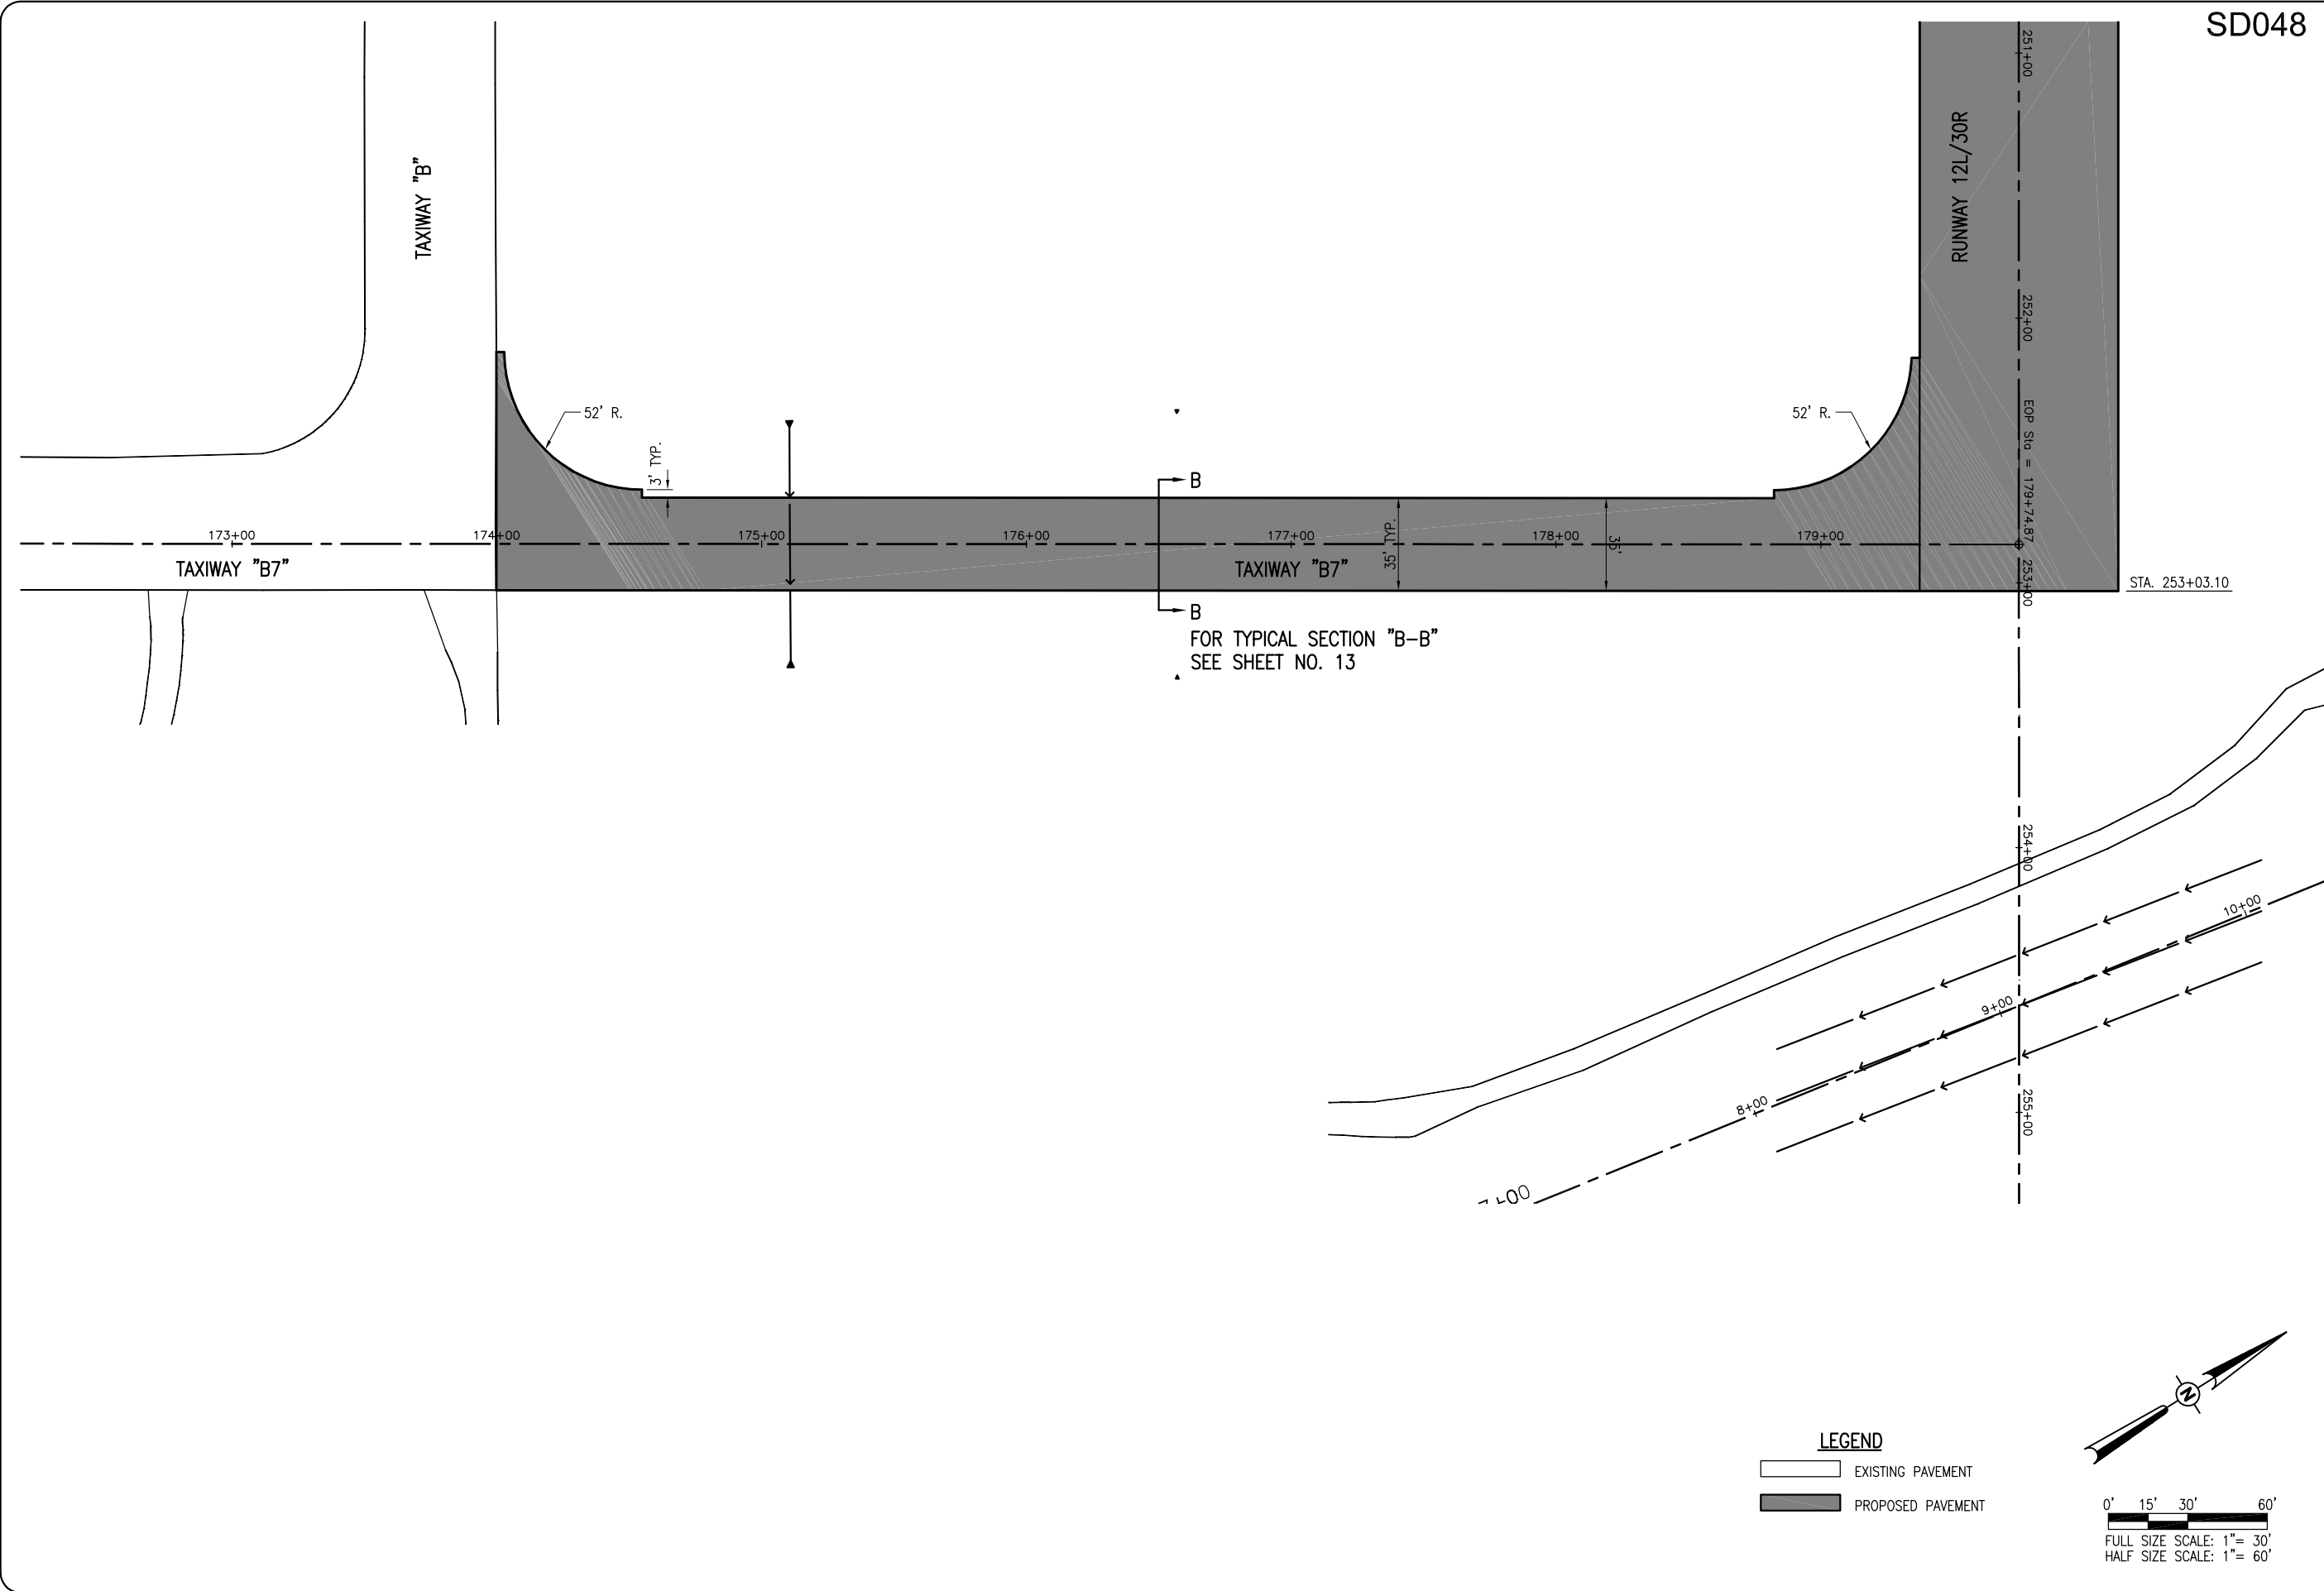 SD048
251+00
TAXIWAY "B"
RUNWAY 12L/30R
252+00
52' R.
52' R.
EOP Sta = 179+74.87
3' TYP.
B
173+00
174+00
175+00
176+00
177+00
178+00
179+00
35' TYP.
35'
TAXIWAY "B7"
TAXIWAY "B7"
253+00
STA. 253+03.10
B
FOR TYPICAL SECTION "B-B"
SEE SHEET NO. 13
254+00
10+00
9+00
8+00
255+00
N
LEGEND
EXISTING PAVEMENT
PROPOSED PAVEMENT
0' 15' 30' 60'
FULL SIZE SCALE: 1"= 30'
HALF SIZE SCALE: 1"= 60'